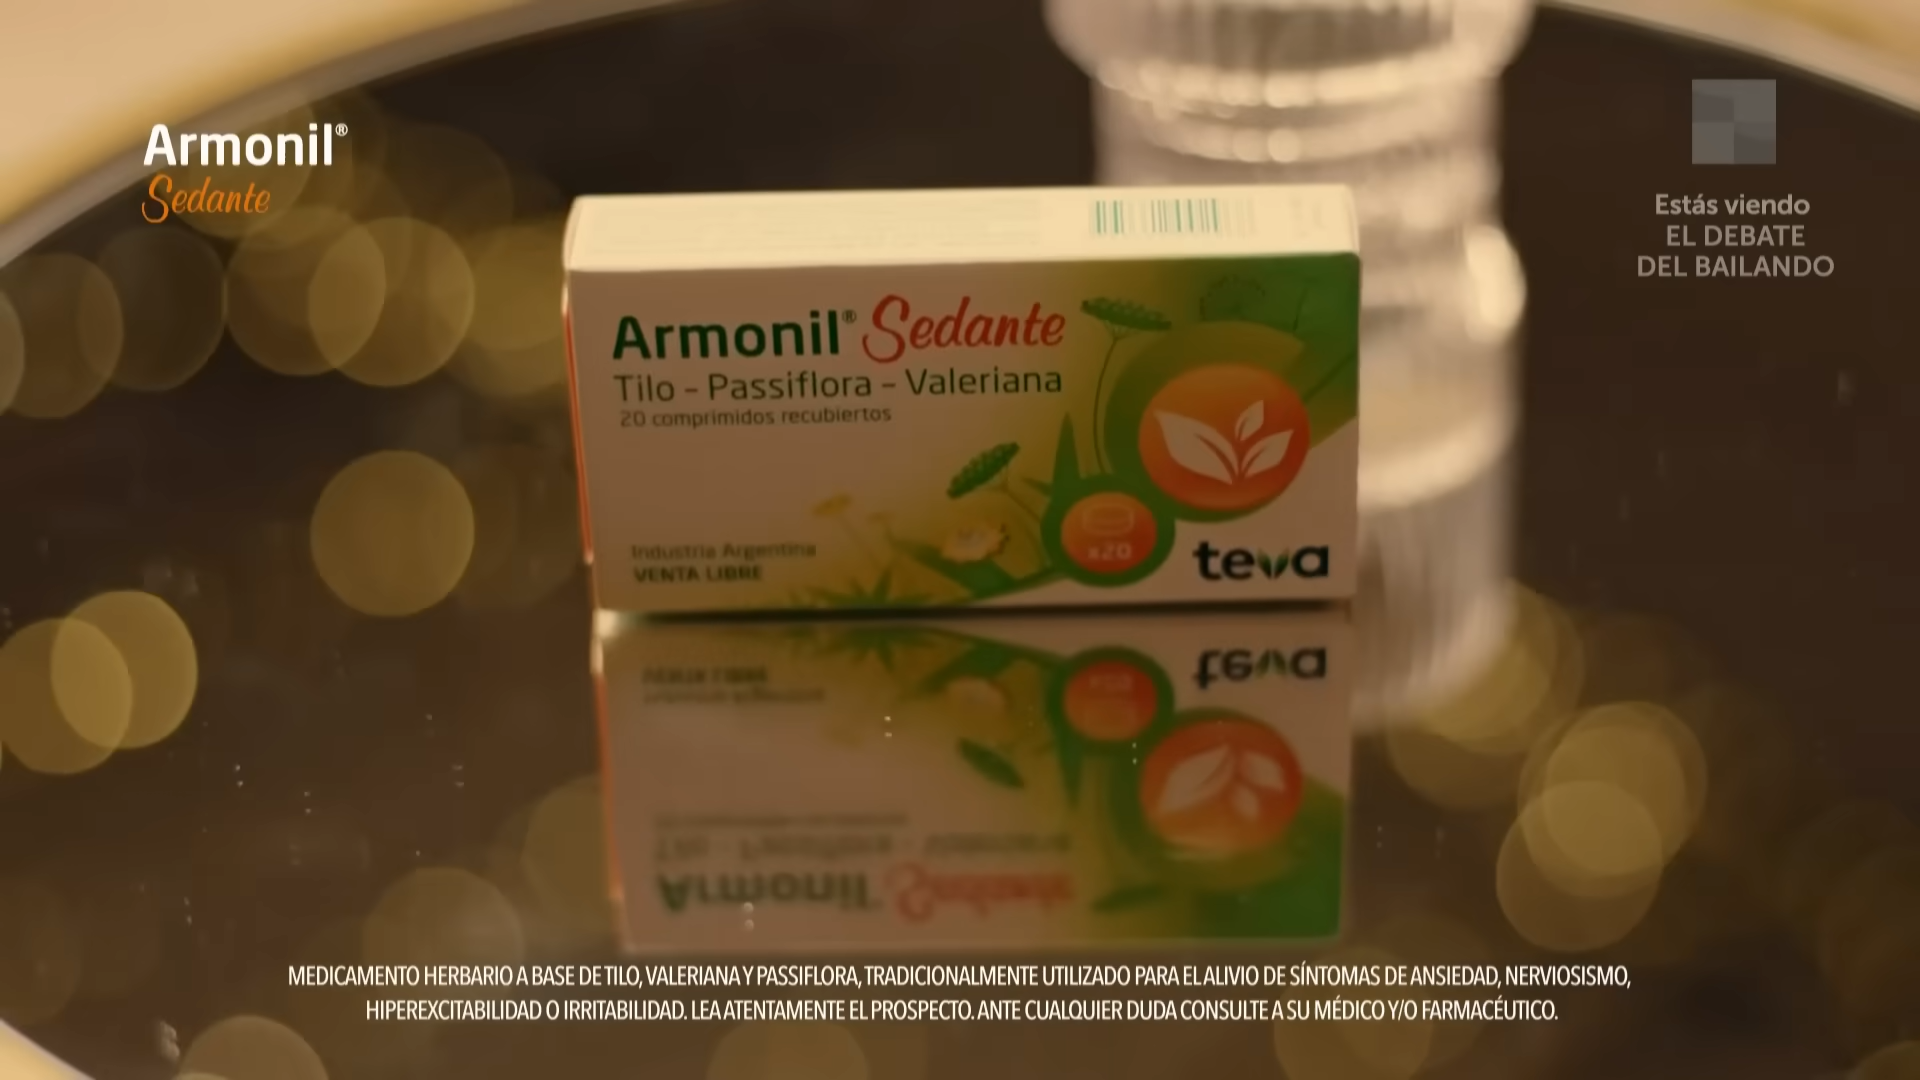 Armonil®
Sedante
Estás viendo
EL DEBATE
DEL BAILANDO
Armonil® Sedante
Tilo - Passiflora - Valeriana
20 comprimidos recubiertos
x20
Industria Argentina
VENTA LIBRE
teva
MEDICAMENTO HERBARIO A BASE DE TILO, VALERIANA Y PASSIFLORA, TRADICIONALMENTE UTILIZADO PARA EL ALIVIO DE SÍNTOMAS DE ANSIEDAD, NERVIOSISMO,
HIPEREXCITABILIDAD O IRRITABILIDAD. LEA ATENTAMENTE EL PROSPECTO. ANTE CUALQUIER DUDA CONSULTE A SU MÉDICO Y/O FARMACÉUTICO.